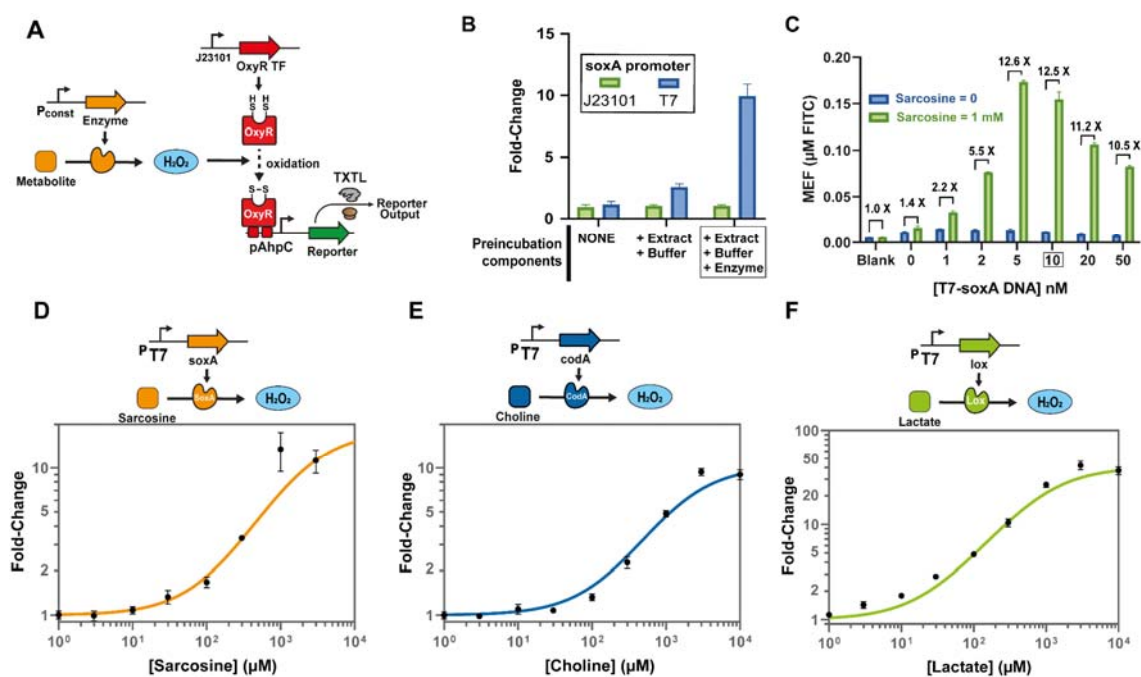 A
J23101
OxyR TF
Pconst
Enzyme
HS
SH
OxyR
Metabolite
H₂O₂
oxidation
S-S
OxyR
TXTL
Reporter
Output
pAhpC
Reporter
B
Fold-Change
15
10
5
0
soxA promoter
J23101
T7
Preincubation
components
NONE
+ Extract
+ Buffer
+ Extract
+ Buffer
+ Enzyme
C
MEF (µM FITC)
0.20
0.15
0.10
0.05
0.00
Sarcosine = 0
Sarcosine = 1 mM
1.0 X
1.4 X
2.2 X
5.5 X
12.6 X
12.5 X
11.2 X
10.5 X
Blank 0 1 2 5 10 20 50
[T7-soxA DNA] nM
D
P T7
soxA
Sarcosine
SoxA
H₂O₂
Fold-Change
10
2
1
10⁰ 10¹ 10² 10³ 10⁴
[Sarcosine] (µM)
E
P T7
codA
Choline
CodA
H₂O₂
Fold-Change
10
2
1
10⁰ 10¹ 10² 10³ 10⁴
[Choline] (µM)
F
P T7
lox
Lactate
Lox
H₂O₂
Fold-Change
100
50
20
10
5
2
1
10⁰ 10¹ 10² 10³ 10⁴
[Lactate] (µM)